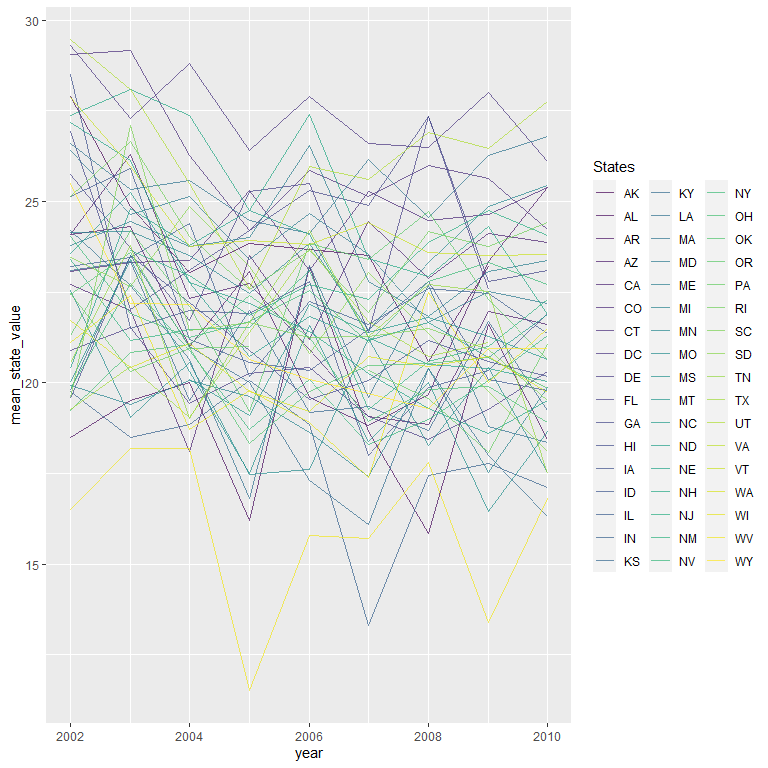 30
25
20
15
mean_state_value
2002
2004
2006
2008
2010
year
States
AK KY NY
AL LA OH
AR MA OK
AZ MD OR
CA ME PA
CO MI RI
CT MN SC
DC MO SD
DE MS TN
FL MT TX
GA NC UT
HI ND VA
IA NE VT
ID NH WA
IL NJ WI
IN NM WV
KS NV WY